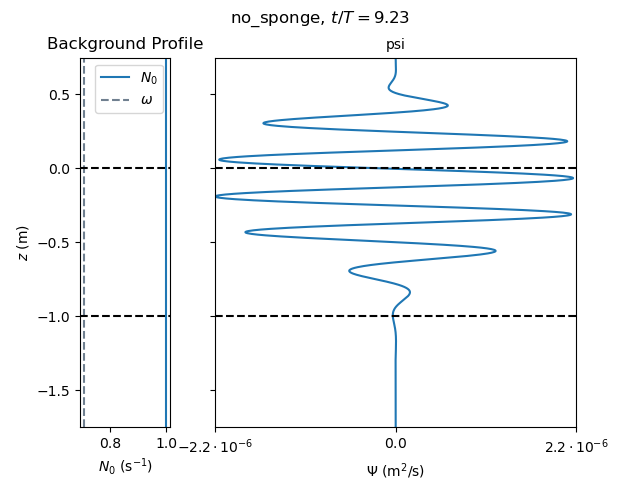 no_sponge, t/T = 9.23
Background Profile
psi
N₀
ω
0.5
0.0
−0.5
−1.0
−1.5
z (m)
0.8
1.0
N₀ (s⁻¹)
−2.2 · 10⁻⁶
0.0
2.2 · 10⁻⁶
Ψ (m²/s)